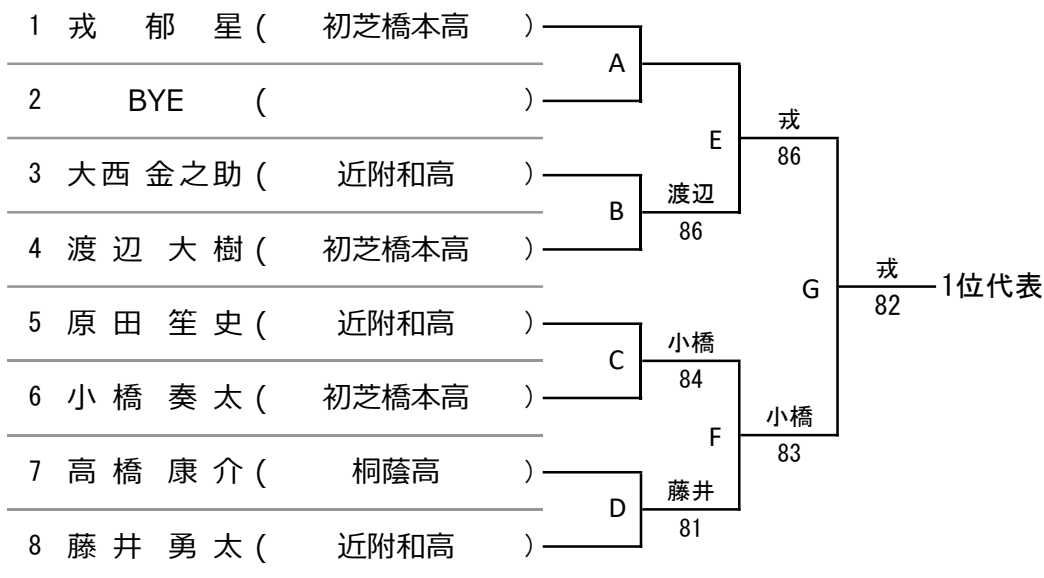 1 戎 郁 星 ( 初芝橋本高 )
A
2 BYE ( )
E
戎
86
3 大西 金之助 ( 近附和高 )
B
渡辺
86
4 渡 辺 大 樹 ( 初芝橋本高 )
G
戎
82
1位代表
5 原 田 笙 史 ( 近附和高 )
C
小橋
84
6 小 橋 奏 太 ( 初芝橋本高 )
F
小橋
83
7 高 橋 康 介 ( 桐蔭高 )
D
藤井
81
8 藤 井 勇 太 ( 近附和高 )